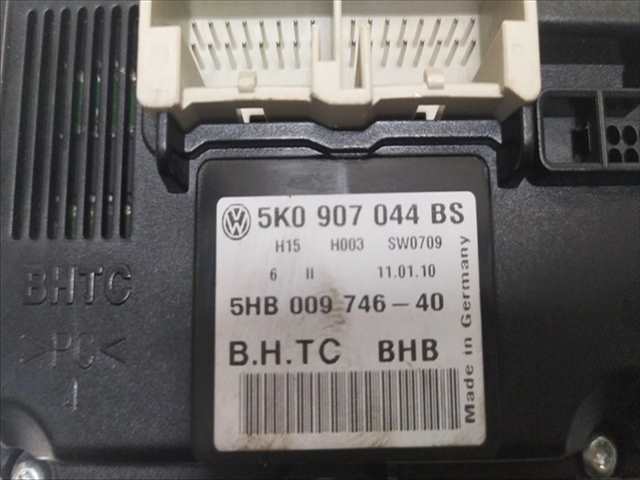 5K0 907 044 BS
H15 H003 SW0709
6 II 11.01.10
5HB 009 746-40
B.H.TC BHB
Made in Germany
BHTC
>PC<